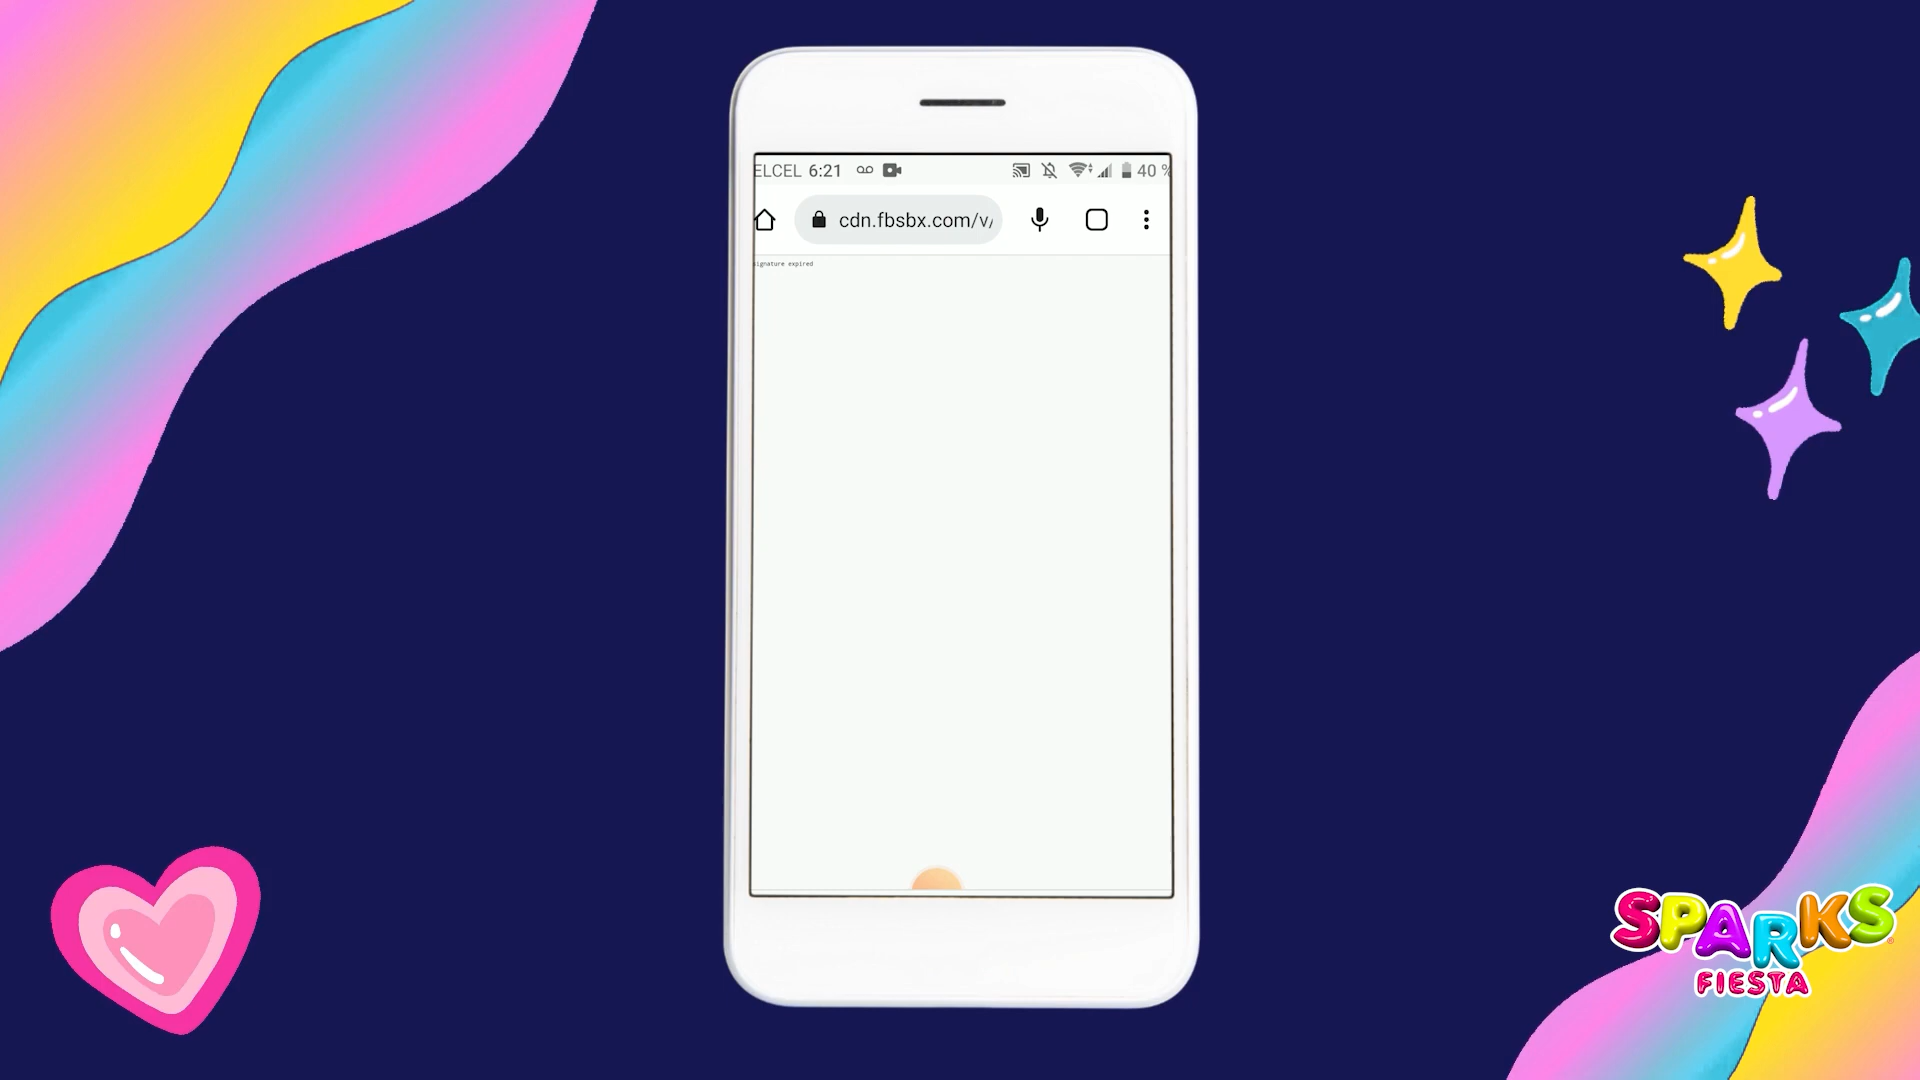 ELCEL 6:21 40 %
cdn.fbsbx.com/v/
ignature expired
SPARKS
FIESTA